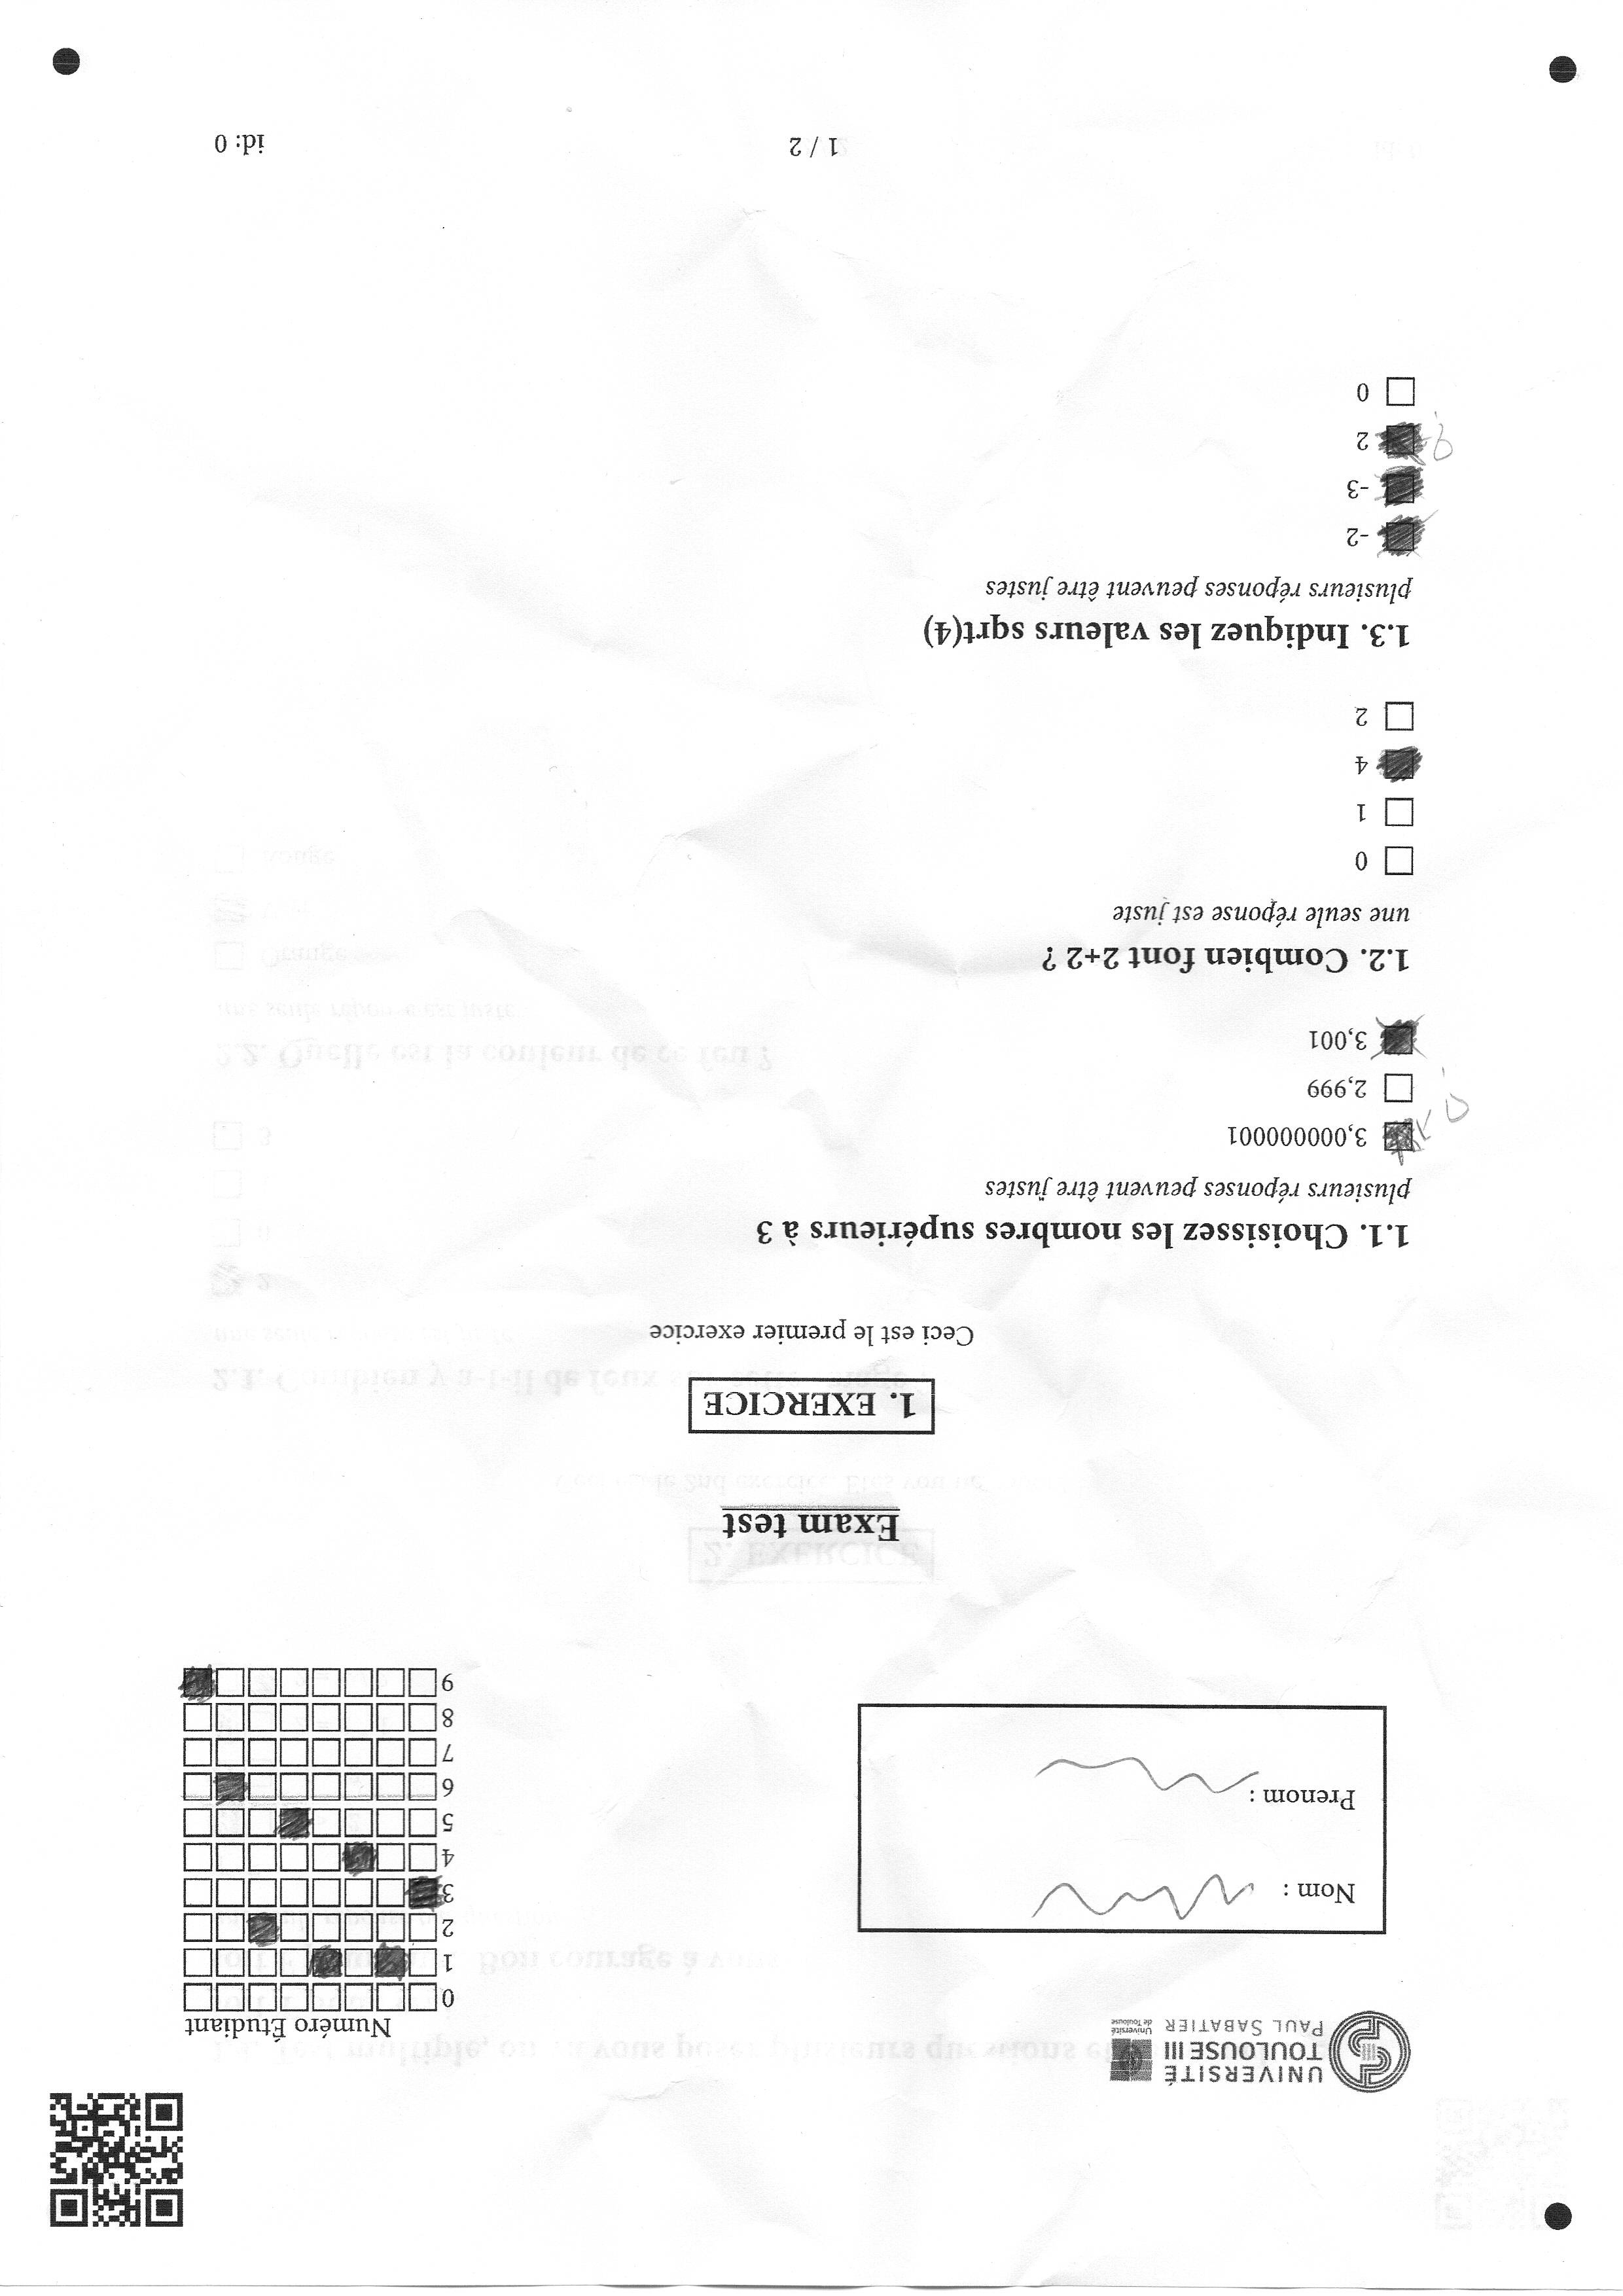 UNIVERSITÉ
TOULOUSE III
PAUL SABATIER
Université
de Toulouse
Numéro Étudiant
0
1
2
3
4
5
6
7
8
9
Nom :
Prenom :
Exam test
1. EXERCICE
Ceci est le premier exercice
1.1. Choisissez les nombres supérieurs à 3
plusieurs réponses peuvent être justes
3,0000000001
2,999
3,001
1.2. Combien font 2+2 ?
une seule réponse est juste
0
1
4
2
1.3. Indiquez les valeurs sqrt(4)
plusieurs réponses peuvent être justes
-2
-3
2
0
1 / 2
id: 0